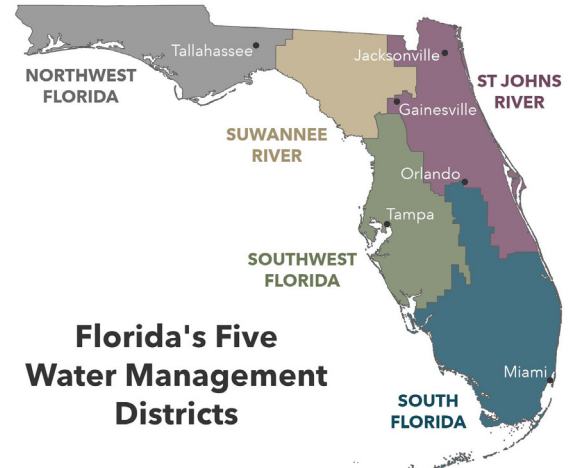 Tallahassee
Jacksonville
NORTHWEST
FLORIDA
ST JOHNS
RIVER
Gainesville
SUWANNEE
RIVER
Orlando
Tampa
SOUTHWEST
FLORIDA
Florida's Five
Water Management
Districts
Miami
SOUTH
FLORIDA